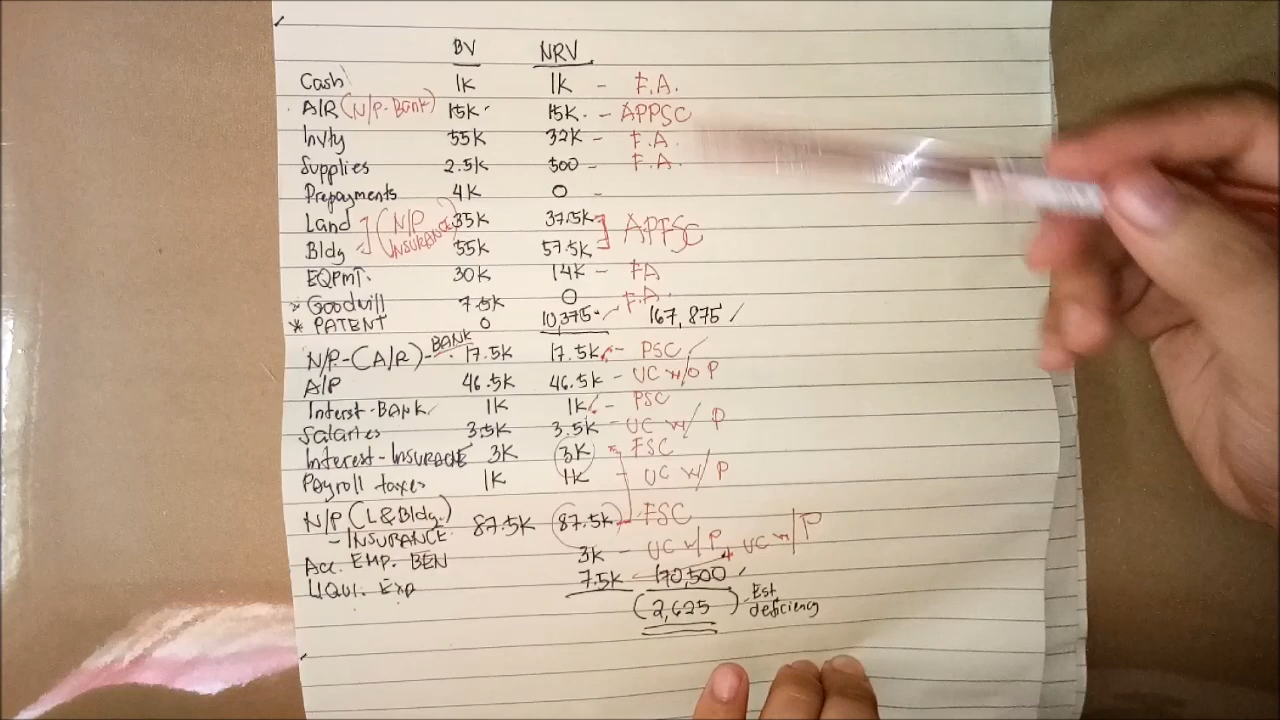 BV NRV
Cash 1K 1K - F.A.
A/R (N/P-Bank) 15K 15K - APPSC
Invty 55K 32K - F.A.
Supplies 2.5K 500 - F.A.
Prepayments 4K 0 -
Land (N/P 35K 37.5K
INSURANCE) APFSC
Bldg 55K 57.5K
EQPMT. 30K 14K - FA
* Goodwill 7.5K 0 F.A.
* PATENT 0 10,375 - 167,875 ✓
N/P-(A/R)-BANK 17.5K 17.5K - PSC
A/P 46.5K 46.5K - UC w/o P
Interst-BANK 1K 1K - PSC
Salaries 3.5K 3.5K - UC w/ P
Interest-Insurance 3K 3K FSC
Payroll taxes 1K 1K - UC w/ P
N/P (L&Bldg.) 87.5K 87.5K - FSC
- INSURANCE
Acc. EMP. BEN 3K - UC w/P + UC w/P
LIQUI. Exp 7.5K 170,500 ✓
(2,625) - Est. deficiency